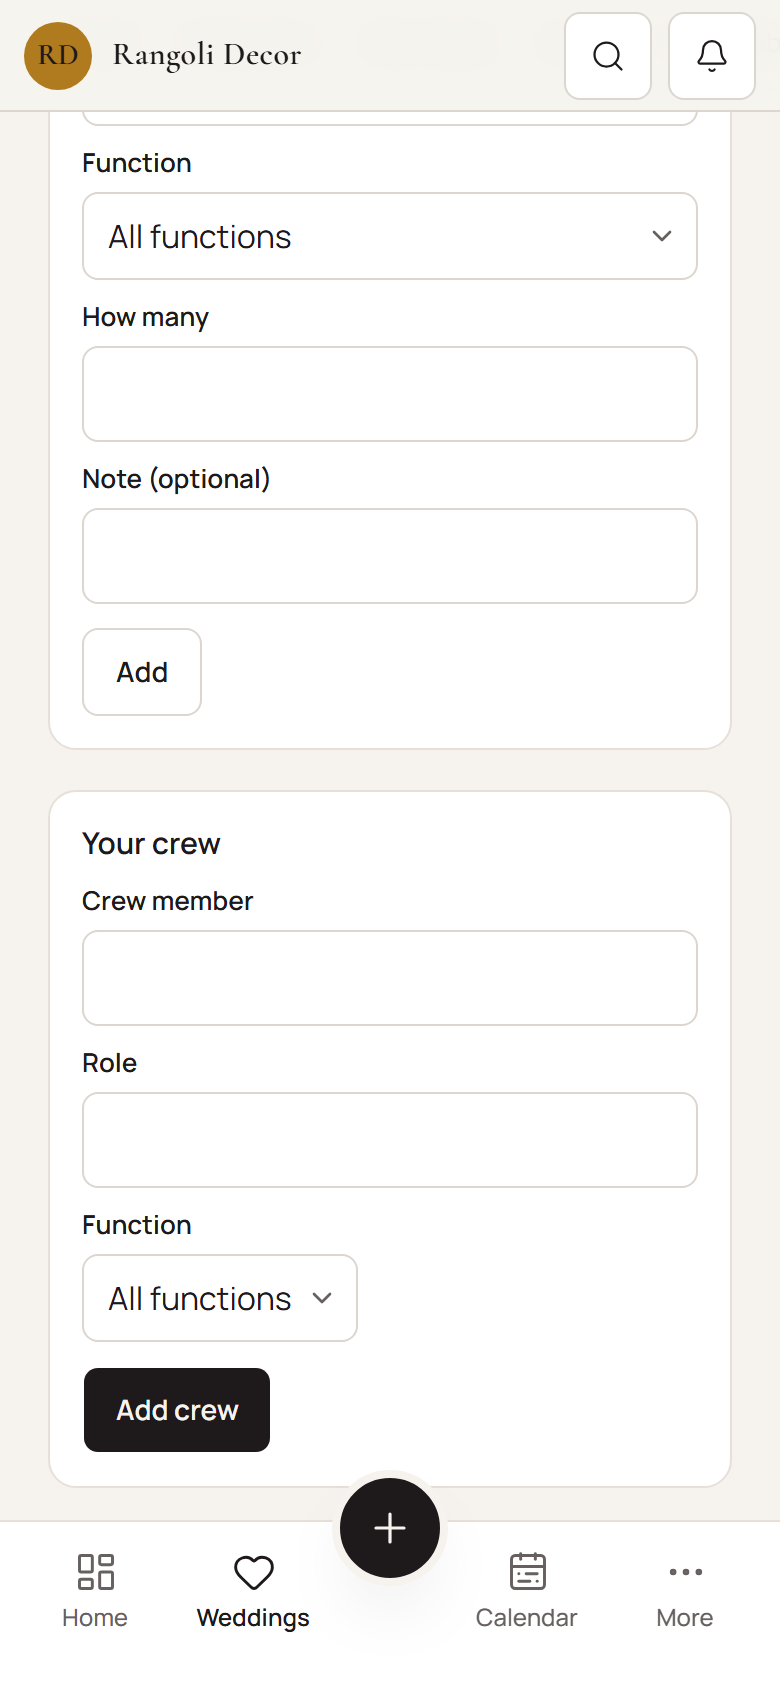 RD
Rangoli Decor
Function
All functions
How many
Note (optional)
Add
Your crew
Crew member
Role
Function
All functions
Add crew
Home
Weddings
Calendar
More